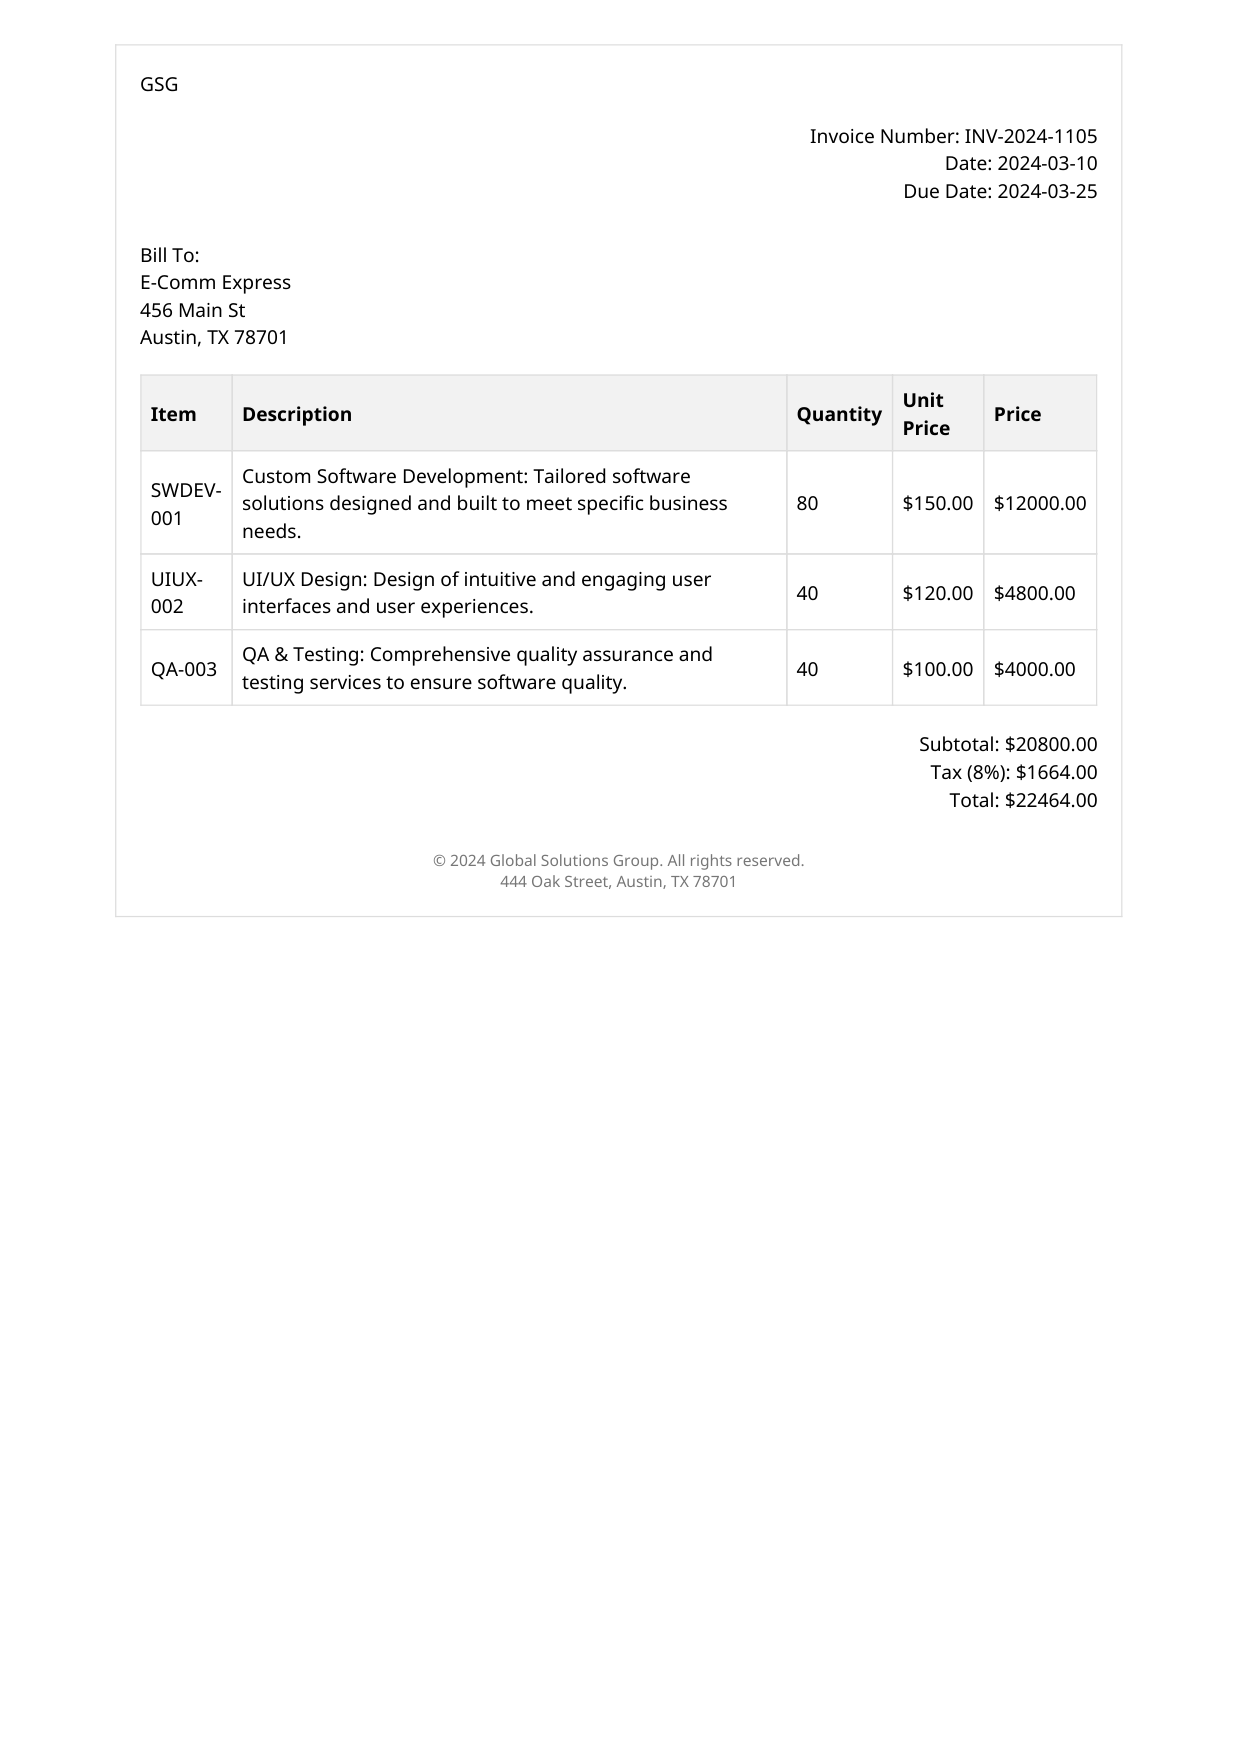 GSG
Invoice Number: INV-2024-1105
Date: 2024-03-10
Due Date: 2024-03-25
Bill To:
E-Comm Express
456 Main St
Austin, TX 78701
Item Description Quantity Unit Price Price
SWDEV-001 Custom Software Development: Tailored software
solutions designed and built to meet specific business
needs. 80 $150.00 $12000.00
UIUX-002 UI/UX Design: Design of intuitive and engaging user
interfaces and user experiences. 40 $120.00 $4800.00
QA-003 QA & Testing: Comprehensive quality assurance and
testing services to ensure software quality. 40 $100.00 $4000.00
Subtotal: $20800.00
Tax (8%): $1664.00
Total: $22464.00
© 2024 Global Solutions Group. All rights reserved.
444 Oak Street, Austin, TX 78701